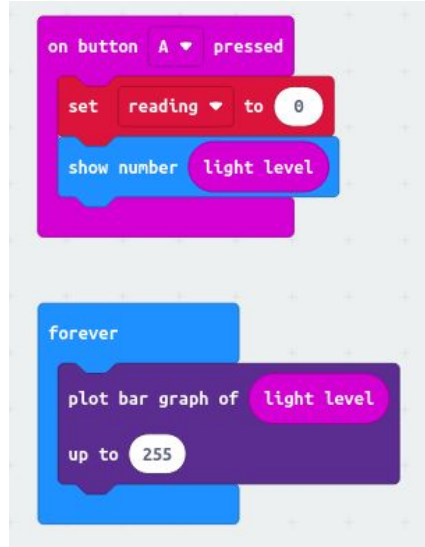 on button A pressed
set reading to 0
show number light level
forever
plot bar graph of light level
up to 255